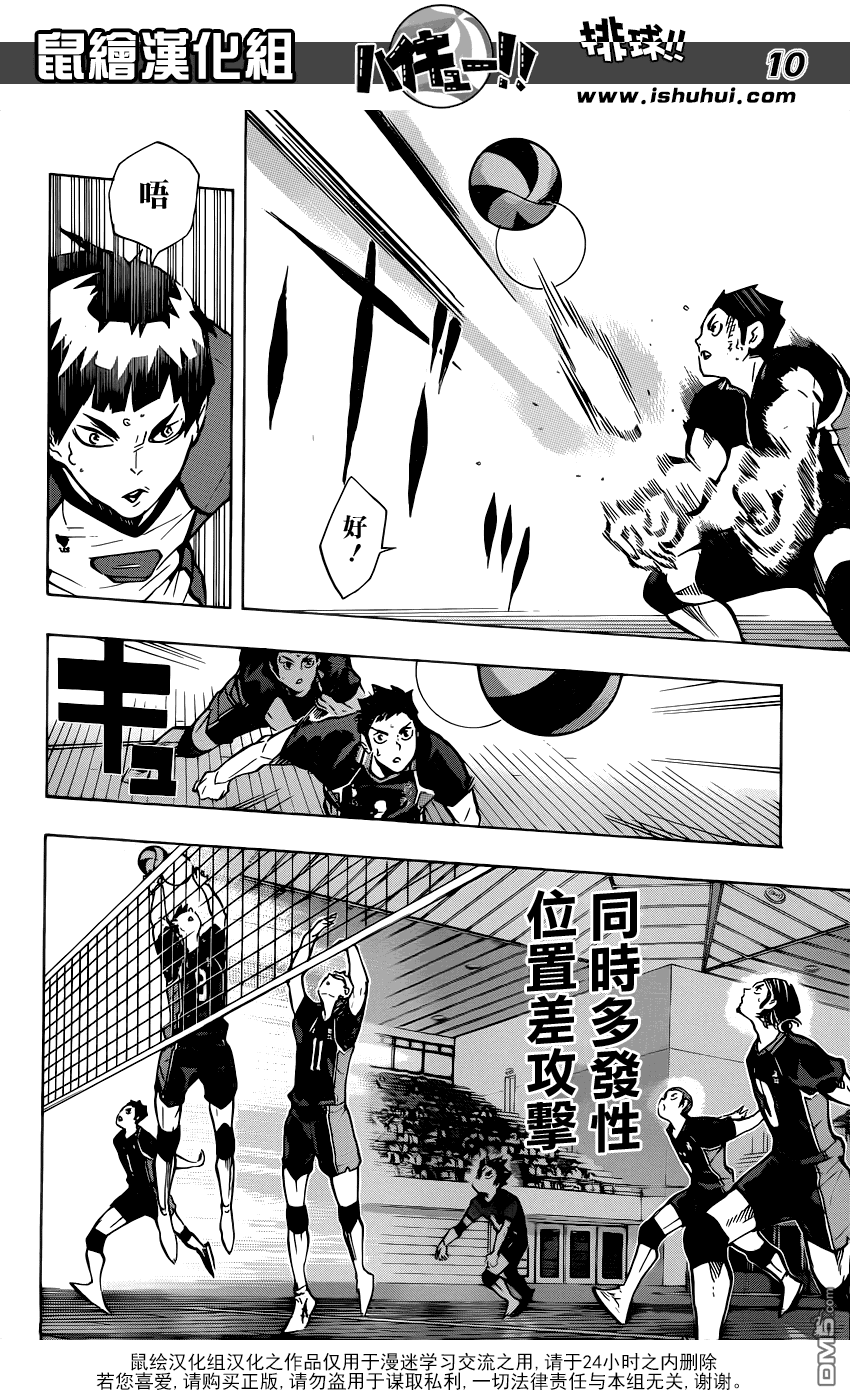 鼠繪漢化組
ハイキュー!!
排球!!
10
www.ishuhui.com
好!
唔
キュ
同時多發性
位置差攻擊
鼠绘汉化组汉化之作品仅用于漫迷学习交流之用, 请于24小时之内删除
若您喜爱, 请购买正版, 请勿盗用于谋取私利, 一切法律责任与本组无关, 谢谢。
DM5.com